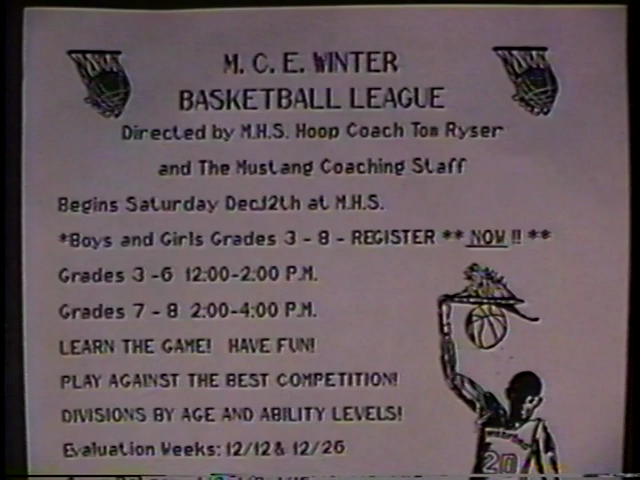 M. C. E. WINTER
BASKETBALL LEAGUE
Directed by M.H.S. Hoop Coach Tom Ryser
and The Mustang Coaching Staff
Begins Saturday Dec.12th at M.H.S.
*Boys and Girls Grades 3 - 8 - REGISTER ** NOW !! **
Grades 3 -6 12:00-2:00 P.M.
Grades 7 - 8 2:00-4:00 P.M.
LEARN THE GAME! HAVE FUN!
PLAY AGAINST THE BEST COMPETITION!
DIVISIONS BY AGE AND ABILITY LEVELS!
Evaluation Weeks: 12/12 & 12/26
20